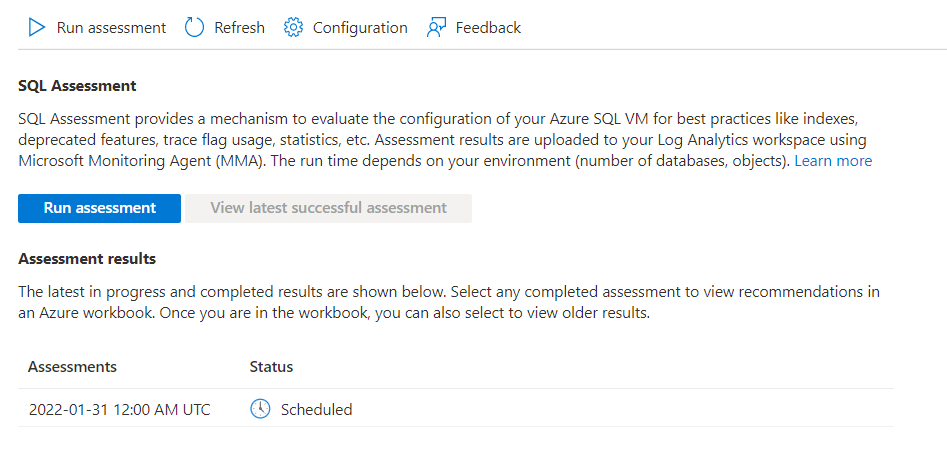 Run assessment Refresh Configuration Feedback
SQL Assessment
SQL Assessment provides a mechanism to evaluate the configuration of your Azure SQL VM for best practices like indexes,
deprecated features, trace flag usage, statistics, etc. Assessment results are uploaded to your Log Analytics workspace using
Microsoft Monitoring Agent (MMA). The run time depends on your environment (number of databases, objects). Learn more
Run assessment View latest successful assessment
Assessment results
The latest in progress and completed results are shown below. Select any completed assessment to view recommendations in
an Azure workbook. Once you are in the workbook, you can also select to view older results.
Assessments Status
2022-01-31 12:00 AM UTC Scheduled